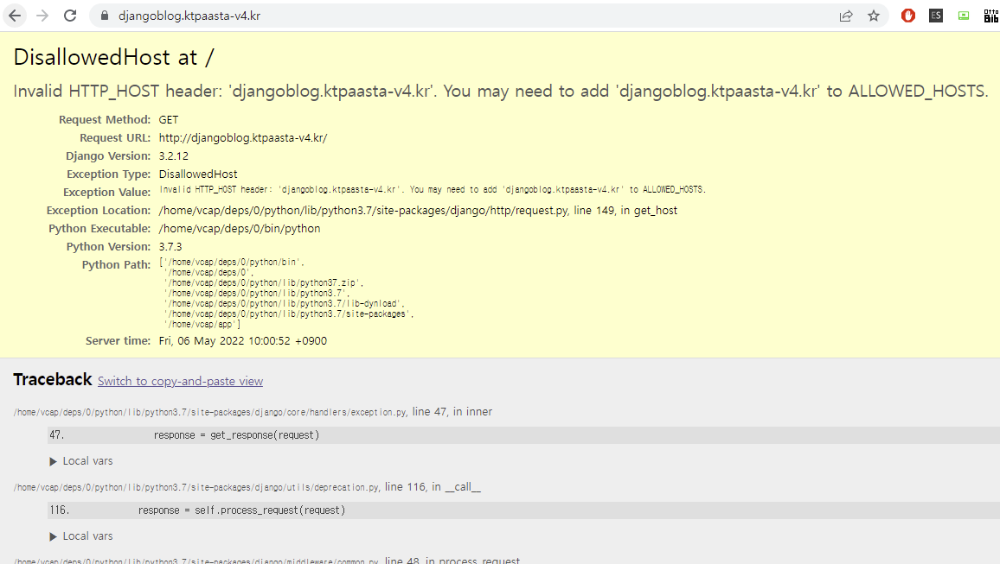 djangoblog.ktpaasta-v4.kr
ES
Otto
Bib
DisallowedHost at /
Invalid HTTP_HOST header: 'djangoblog.ktpaasta-v4.kr'. You may need to add 'djangoblog.ktpaasta-v4.kr' to ALLOWED_HOSTS.
Request Method: GET
Request URL: http://djangoblog.ktpaasta-v4.kr/
Django Version: 3.2.12
Exception Type: DisallowedHost
Exception Value: Invalid HTTP_HOST header: 'djangoblog.ktpaasta-v4.kr'. You may need to add 'djangoblog.ktpaasta-v4.kr' to ALLOWED_HOSTS.
Exception Location: /home/vcap/deps/0/python/lib/python3.7/site-packages/django/http/request.py, line 149, in get_host
Python Executable: /home/vcap/deps/0/bin/python
Python Version: 3.7.3
Python Path: ['/home/vcap/deps/0/python/bin',
'/home/vcap/deps/0',
'/home/vcap/deps/0/python/lib/python37.zip',
'/home/vcap/deps/0/python/lib/python3.7',
'/home/vcap/deps/0/python/lib/python3.7/lib-dynload',
'/home/vcap/deps/0/python/lib/python3.7/site-packages',
'/home/vcap/app']
Server time: Fri, 06 May 2022 10:00:52 +0900
Traceback Switch to copy-and-paste view
/home/vcap/deps/0/python/lib/python3.7/site-packages/django/core/handlers/exception.py, line 47, in inner
47. response = get_response(request)
▶ Local vars
/home/vcap/deps/0/python/lib/python3.7/site-packages/django/utils/deprecation.py, line 116, in __call__
116. response = self.process_request(request)
▶ Local vars
/home/vcap/deps/0/python/lib/python3.7/site-packages/django/middleware/common.py, line 48, in process_request